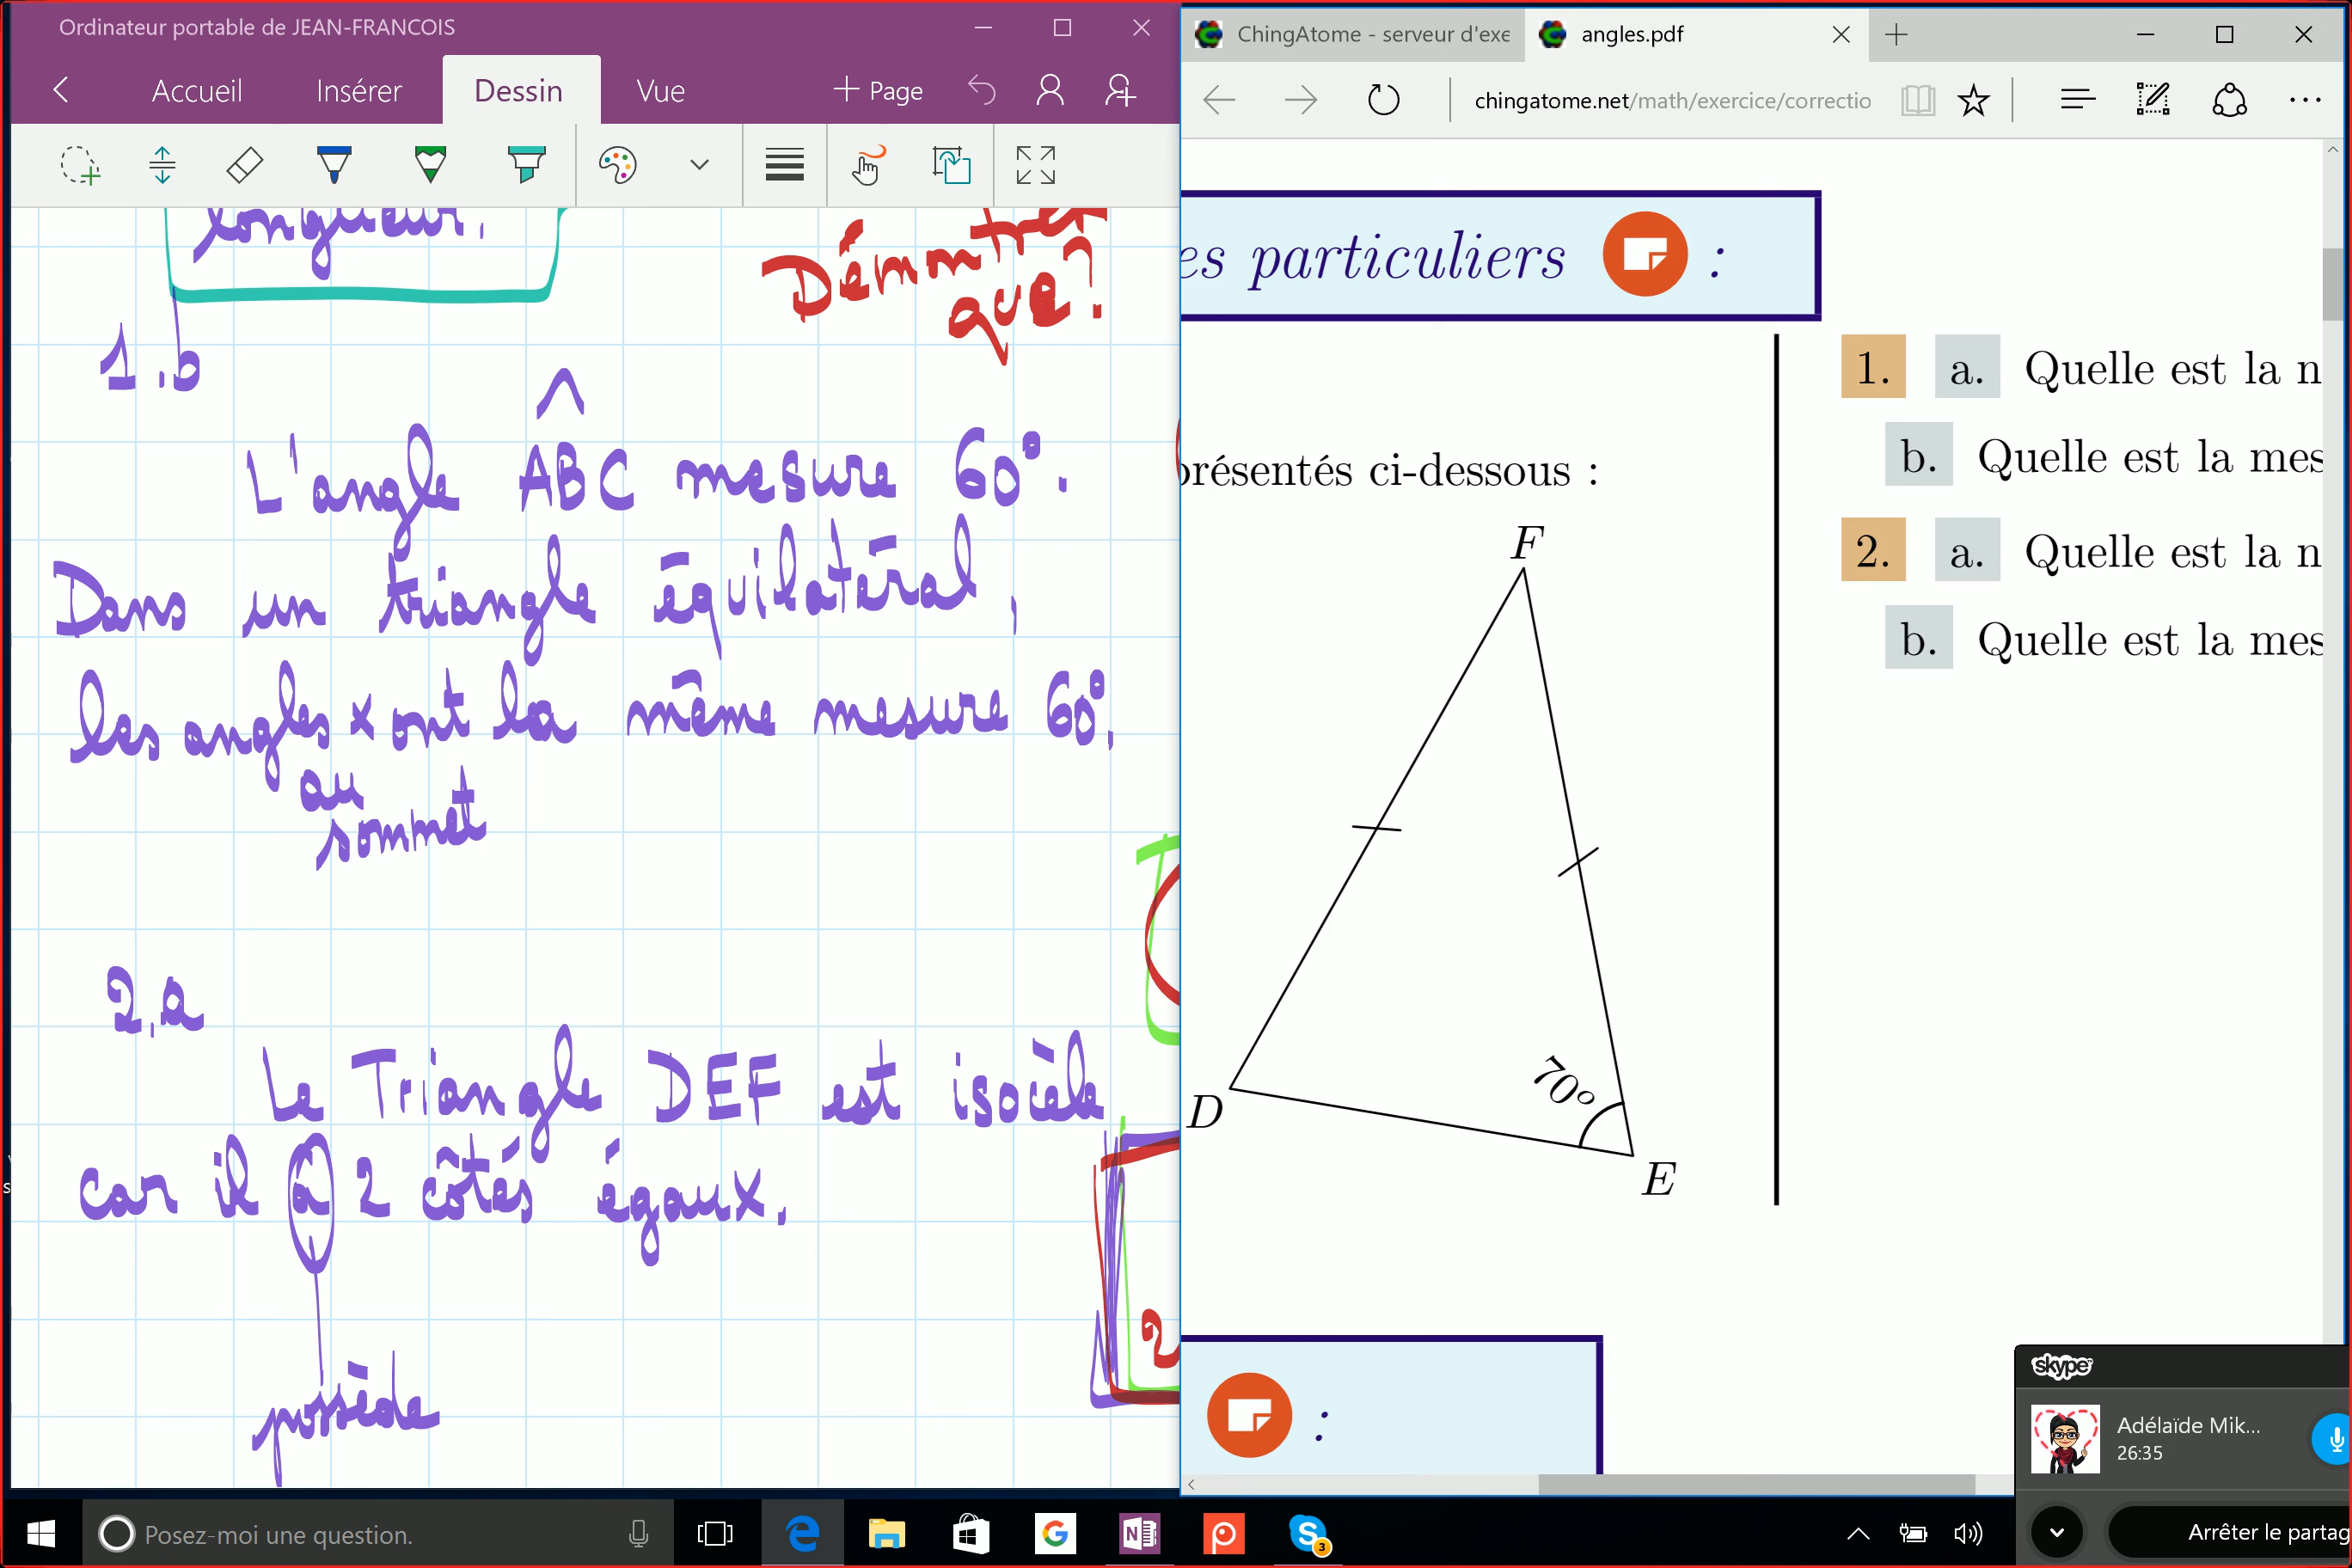 Ordinateur portable de JEAN-FRANCOIS
Accueil Insérer Dessin Vue + Page
longueur.
Démontrer
que?
1.b
L'angle ABC mesure 60°.
Dans un triangle équilatéral,
les angles x ont la même mesure 60°.
au
sommet
2.a
Le Triangle DEF est isocèle
car il a 2 côtés égaux.
possède
2
ChingAtome - serveur d'exe
angles.pdf
chingatome.net/math/exercice/correctio
es particuliers :
présentés ci-dessous :
F
D
E
70°
:
1. a. Quelle est la n
b. Quelle est la mes
2. a. Quelle est la n
b. Quelle est la mes
skype
Adélaïde Mik...
26:35
Arrêter le partag
Posez-moi une question.
3